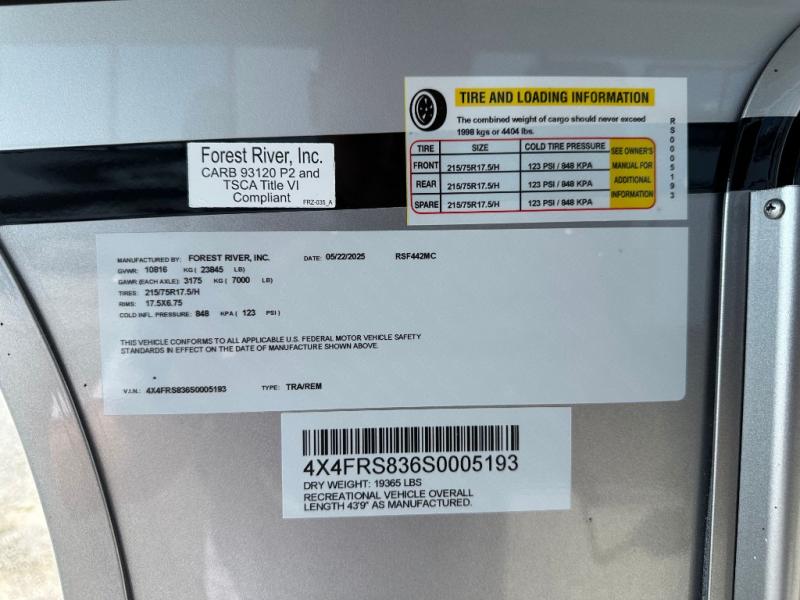 TIRE AND LOADING INFORMATION
The combined weight of cargo should never exceed
1998 kgs or 4404 lbs.
TIRE SIZE COLD TIRE PRESSURE
FRONT 215/75R17.5/H 123 PSI / 848 KPA
REAR 215/75R17.5/H 123 PSI / 848 KPA
SPARE 215/75R17.5/H 123 PSI / 848 KPA
SEE OWNER'S
MANUAL FOR
ADDITIONAL
INFORMATION
RS0005193
Forest River, Inc.
CARB 93120 P2 and
TSCA Title VI
Compliant
FRZ-035_A
MANUFACTURED BY: FOREST RIVER, INC. DATE: 05/22/2025 RSF442MC
GVWR: 10816 KG ( 23845 LB)
GAWR (EACH AXLE): 3175 KG ( 7000 LB)
TIRES: 215/75R17.5/H
RIMS: 17.5X6.75
COLD INFL. PRESSURE: 848 KPA ( 123 PSI )
THIS VEHICLE CONFORMS TO ALL APPLICABLE U.S. FEDERAL MOTOR VEHICLE SAFETY
STANDARDS IN EFFECT ON THE DATE OF MANUFACTURE SHOWN ABOVE.
V.I.N.: 4X4FRS836S0005193 TYPE: TRA/REM
4X4FRS836S0005193
DRY WEIGHT: 19365 LBS
RECREATIONAL VEHICLE OVERALL
LENGTH 43'9" AS MANUFACTURED.